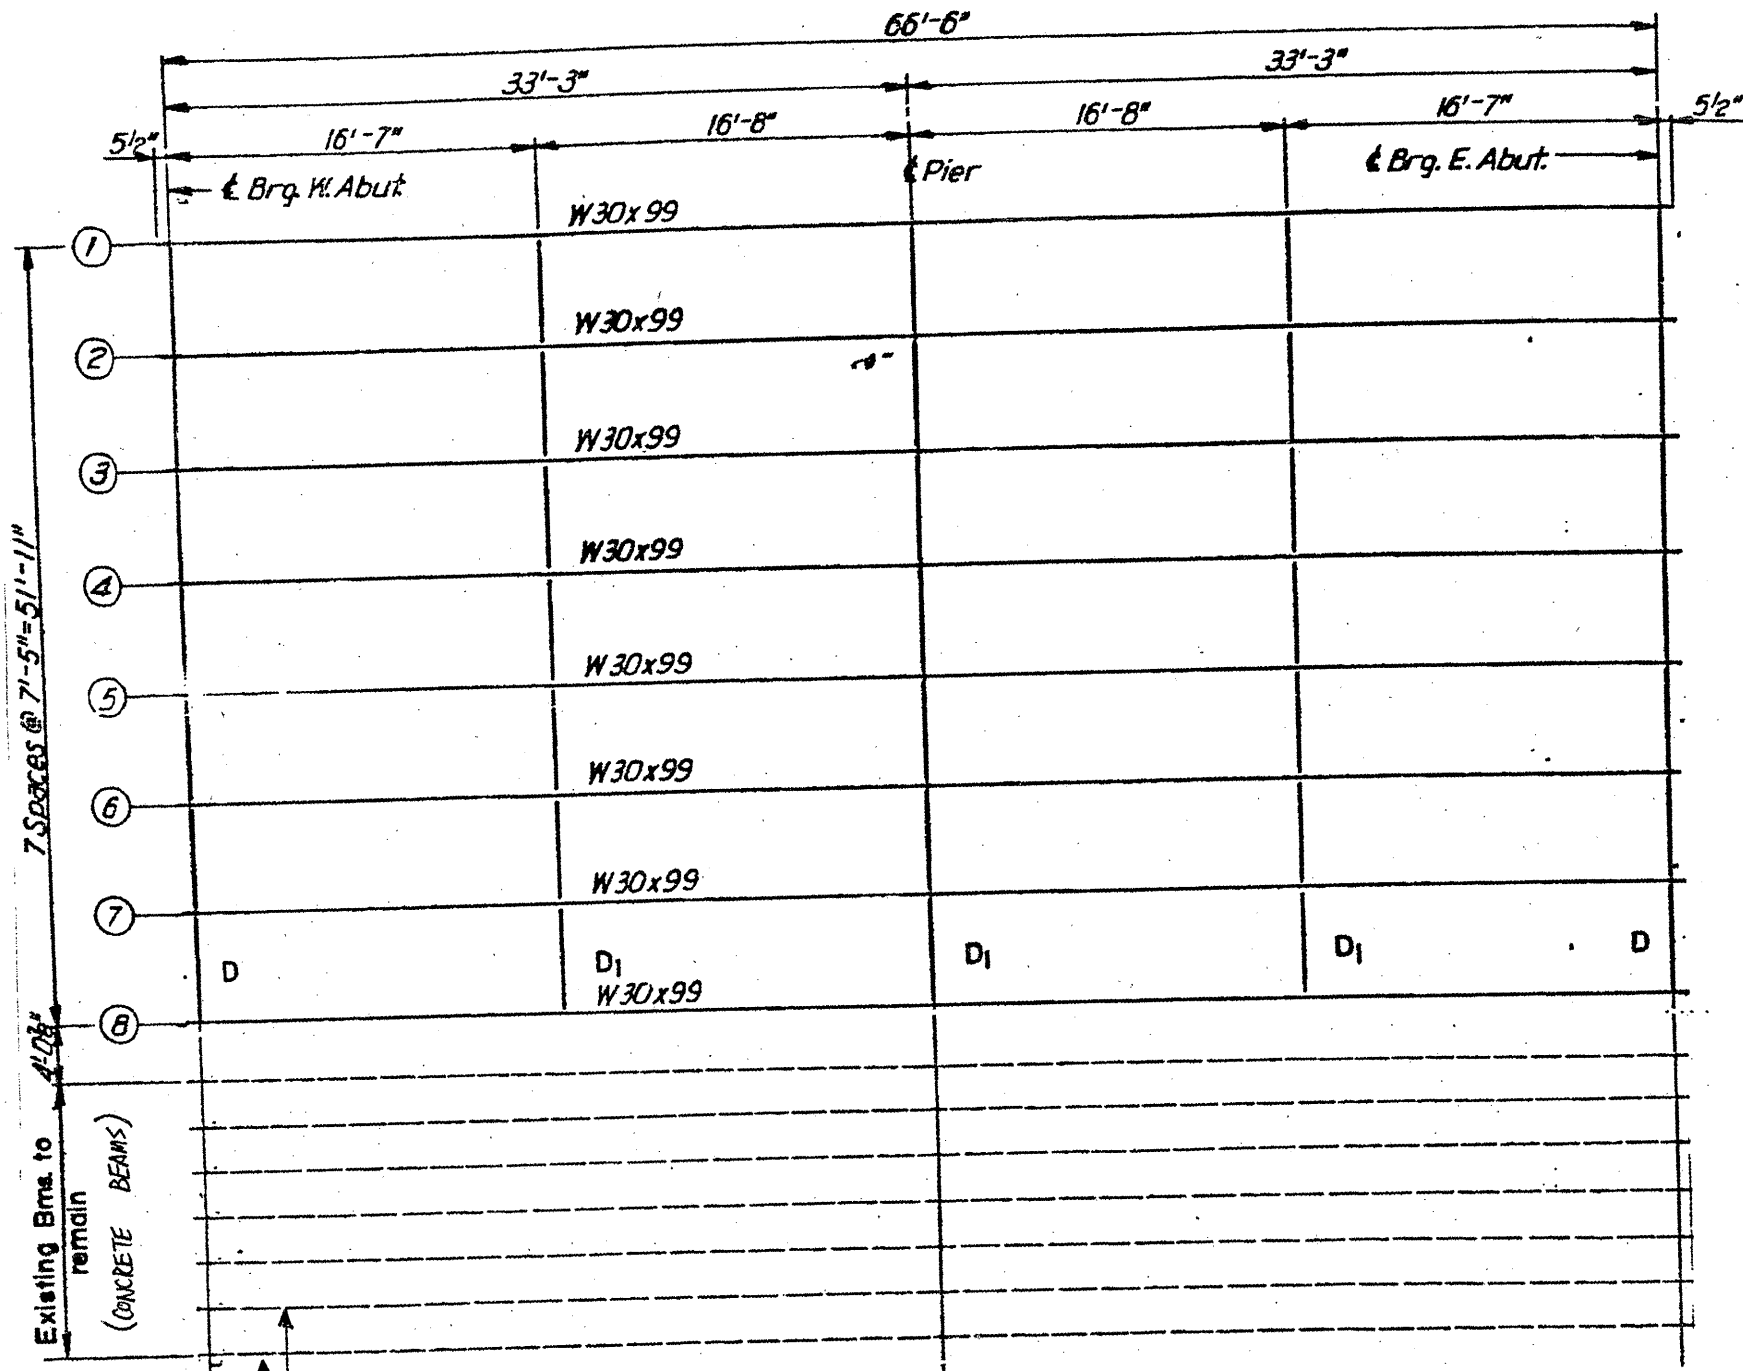 66'-6"
33'-3"
33'-3"
5½"
16'-7"
16'-8"
16'-8"
16'-7"
5½"
℄ Brg. W. Abut.
℄ Pier
℄ Brg. E. Abut.
1
W30x99
2
W30x99
3
W30x99
4
W30x99
5
W30x99
6
W30x99
7
W30x99
D
D1
D1
D1
D
8
W30x99
7 Spaces @ 7'-5"=51'-11"
Existing Bms. to
remain
(CONCRETE BEAMS)